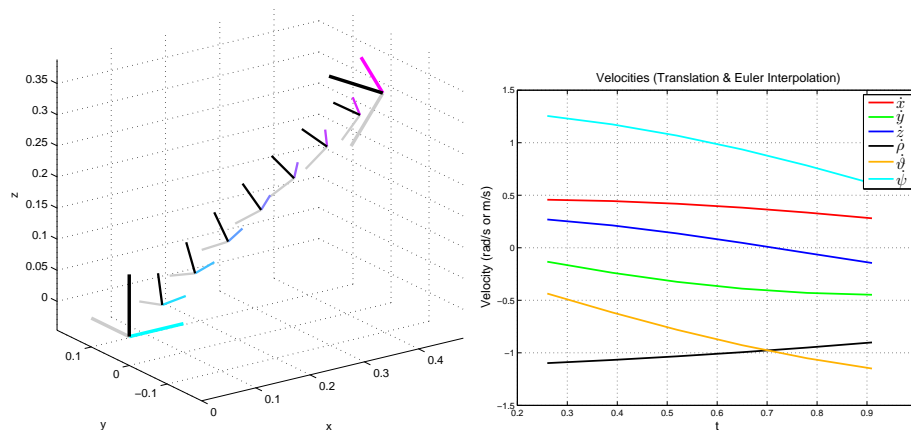 0.35
0.3
0.25
0.2
0.15
0.1
0.05
0
z
0.1
0
−0.1
y
0
0.1
0.2
0.3
0.4
x
Velocities (Translation & Euler Interpolation)
1.5
1
0.5
0
−0.5
−1
−1.5
Velocity (rad/s or m/s)
0.2 0.3 0.4 0.5 0.6 0.7 0.8 0.9
t
ẋ
ẏ
ż
ρ̇
ϑ̇
ψ̇